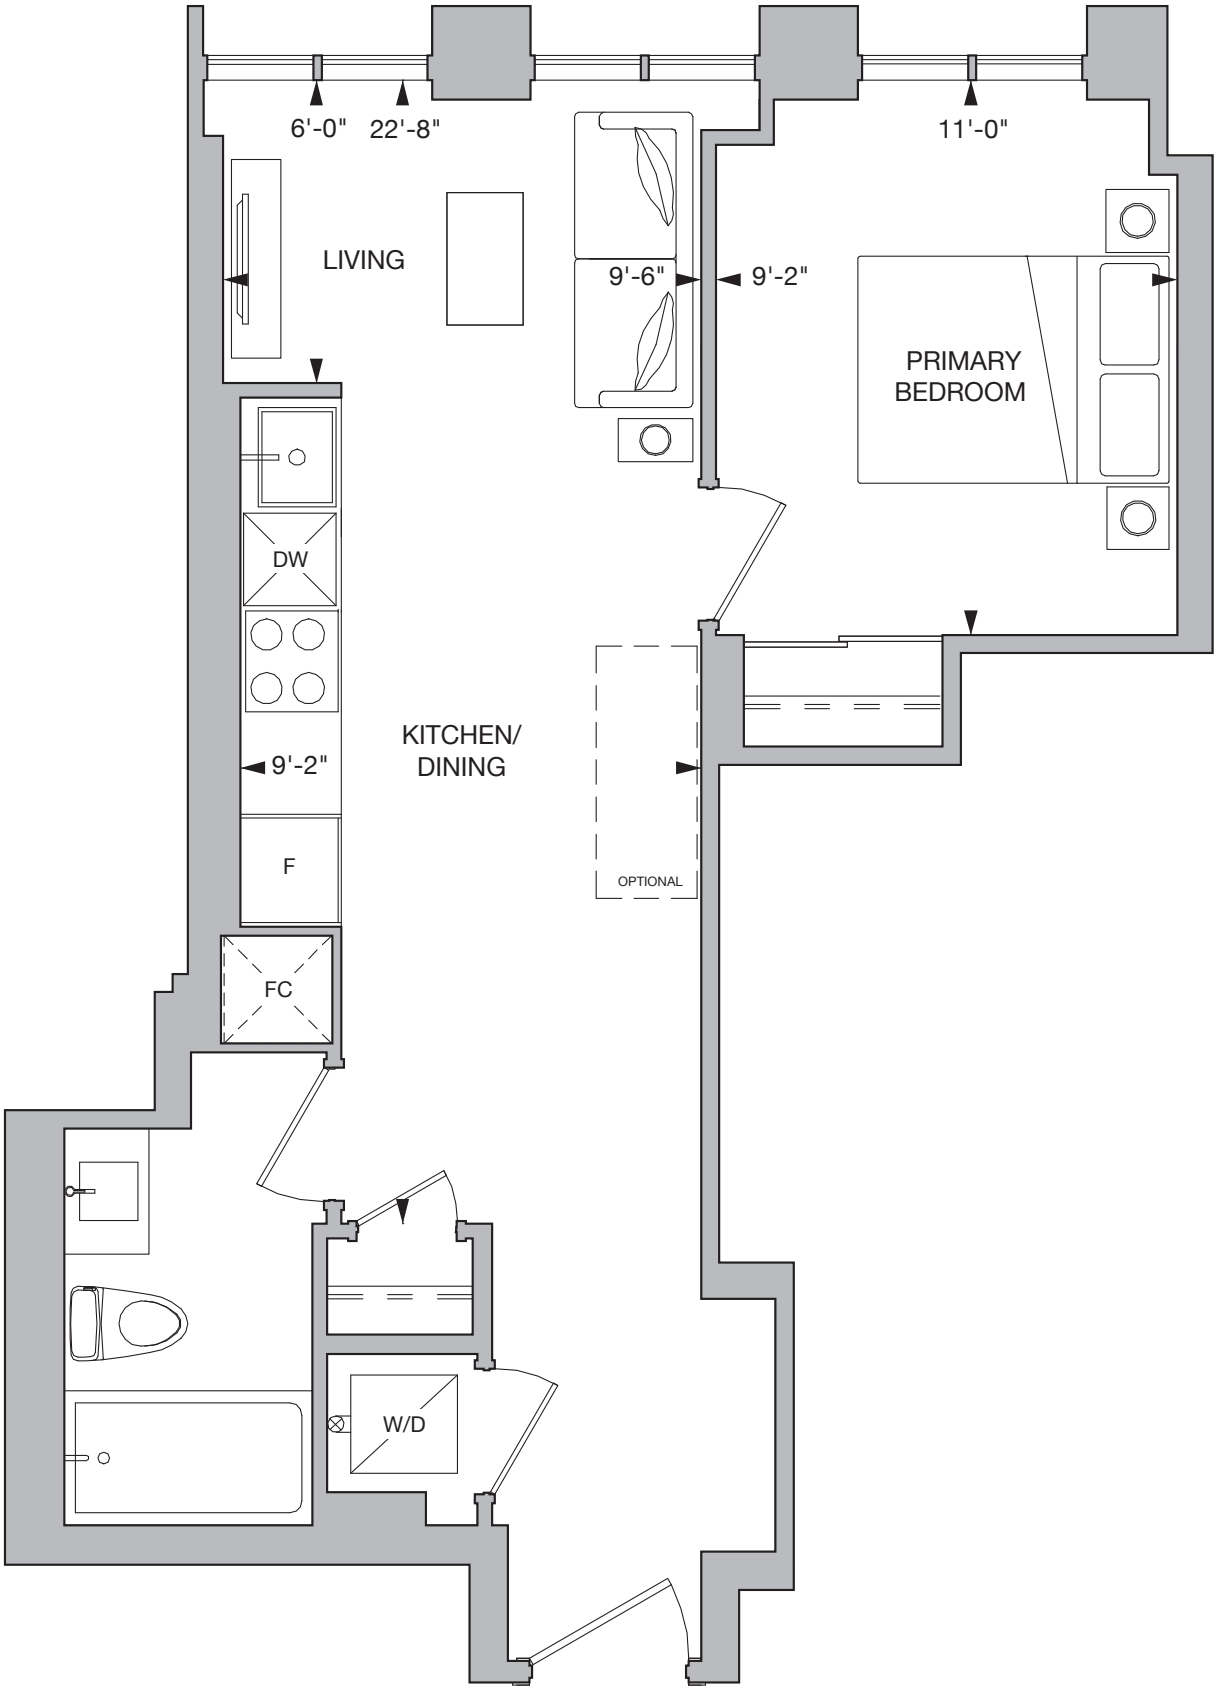 6'-0" 22'-8" 11'-0"
LIVING
9'-6" 9'-2"
PRIMARY
BEDROOM
DW
KITCHEN/
DINING
9'-2"
F
OPTIONAL
FC
W/D